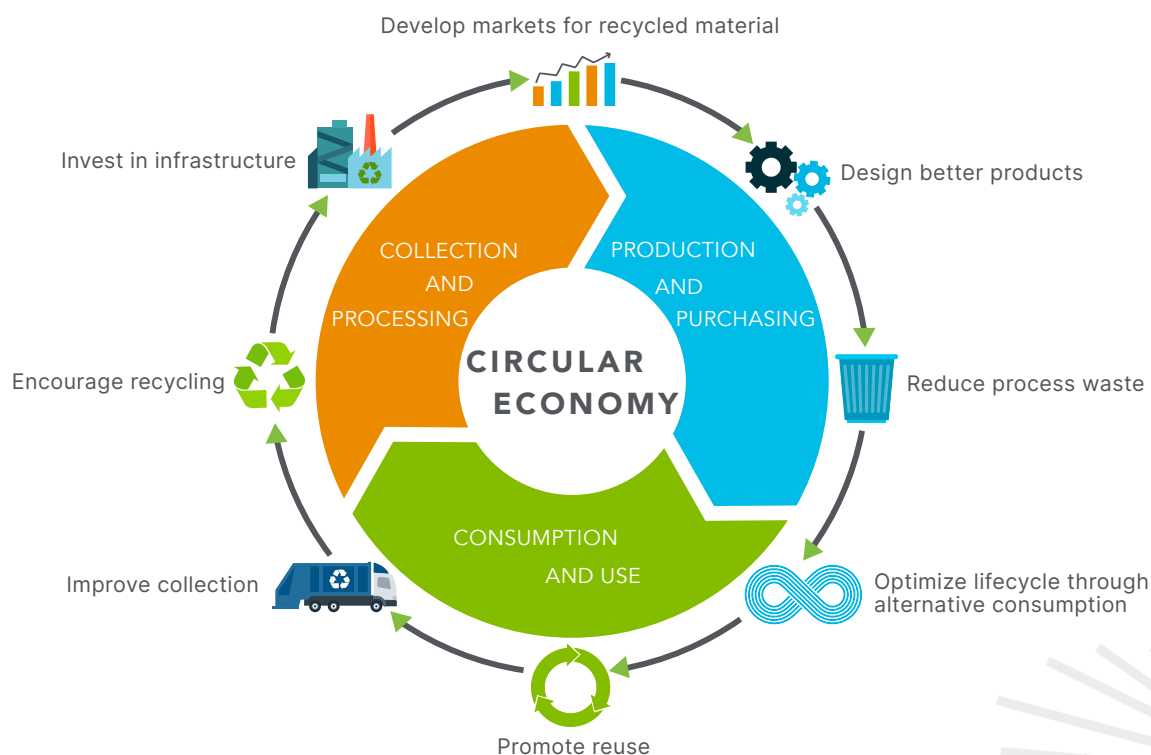 Develop markets for recycled material
Invest in infrastructure
Design better products
COLLECTION
AND
PROCESSING
PRODUCTION
AND
PURCHASING
CIRCULAR
ECONOMY
Encourage recycling
Reduce process waste
CONSUMPTION
AND USE
Improve collection
Optimize lifecycle through
alternative consumption
Promote reuse